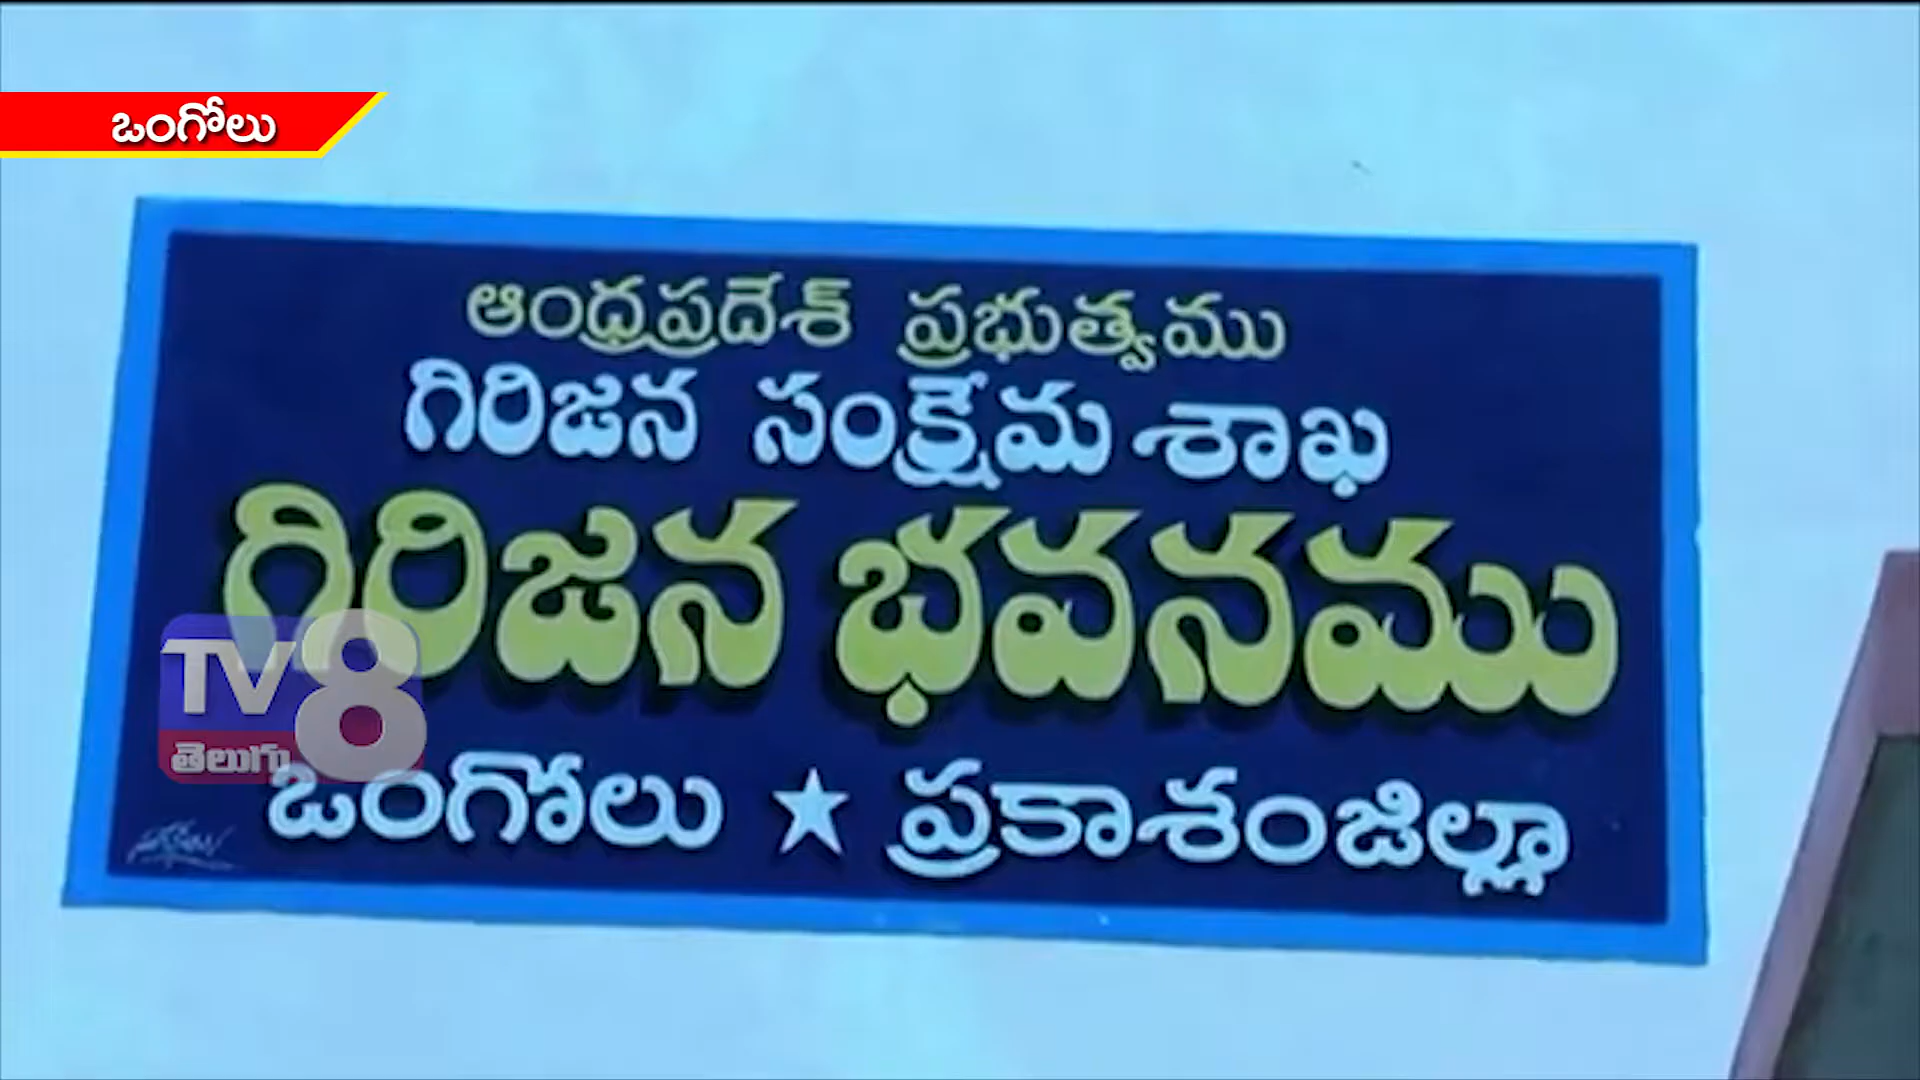 ఒంగోలు
ఆంధ్రప్రదేశ్ ప్రభుత్వము
గిరిజన సంక్షేమ శాఖ
గిరిజన భవనము
TV8
తెలుగు
ఒంగోలు ★ ప్రకాశంజిల్లా